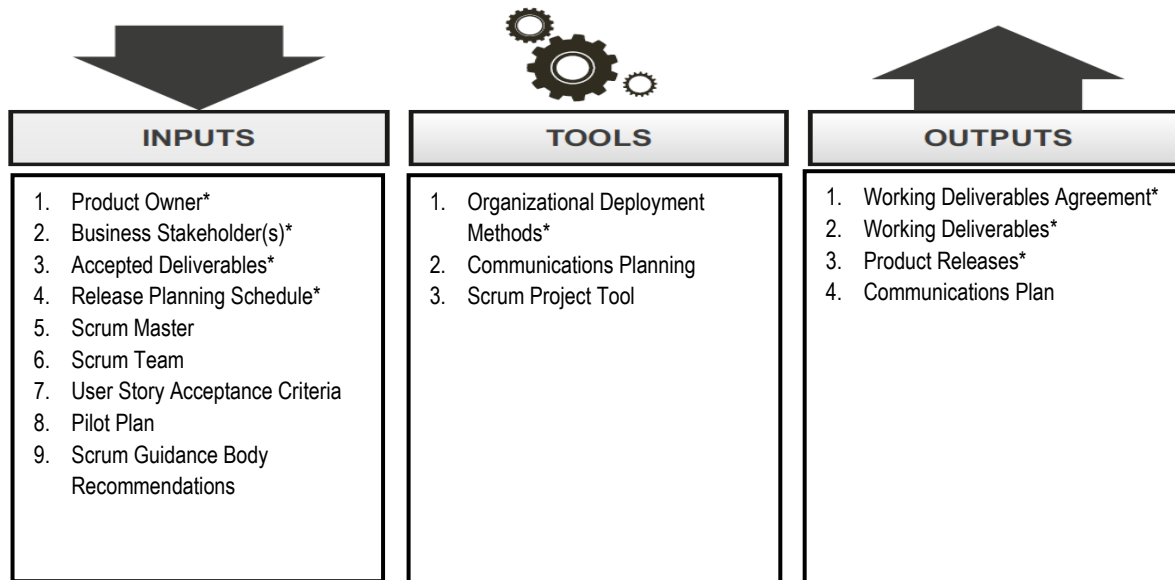 INPUTS
1. Product Owner*
2. Business Stakeholder(s)*
3. Accepted Deliverables*
4. Release Planning Schedule*
5. Scrum Master
6. Scrum Team
7. User Story Acceptance Criteria
8. Pilot Plan
9. Scrum Guidance Body
Recommendations
TOOLS
1. Organizational Deployment
Methods*
2. Communications Planning
3. Scrum Project Tool
OUTPUTS
1. Working Deliverables Agreement*
2. Working Deliverables*
3. Product Releases*
4. Communications Plan